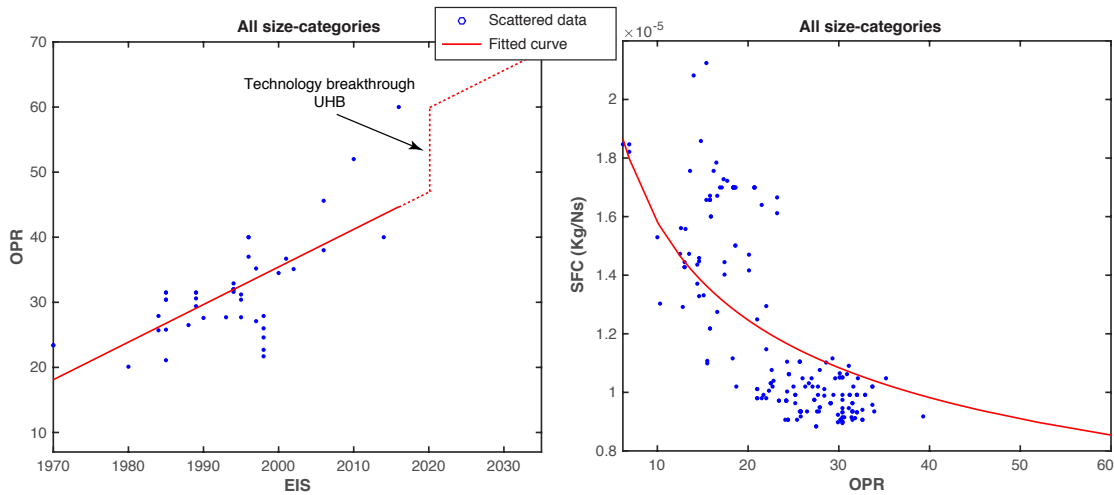 All size-categories
Scattered data
Fitted curve
All size-categories
×10-5
70
60
50
40
30
20
10
OPR
Technology breakthrough
UHB
1970
1980
1990
2000
2010
2020
2030
EIS
2
1.8
1.6
1.4
1.2
1
0.8
SFC (Kg/Ns)
10
20
30
40
50
60
OPR